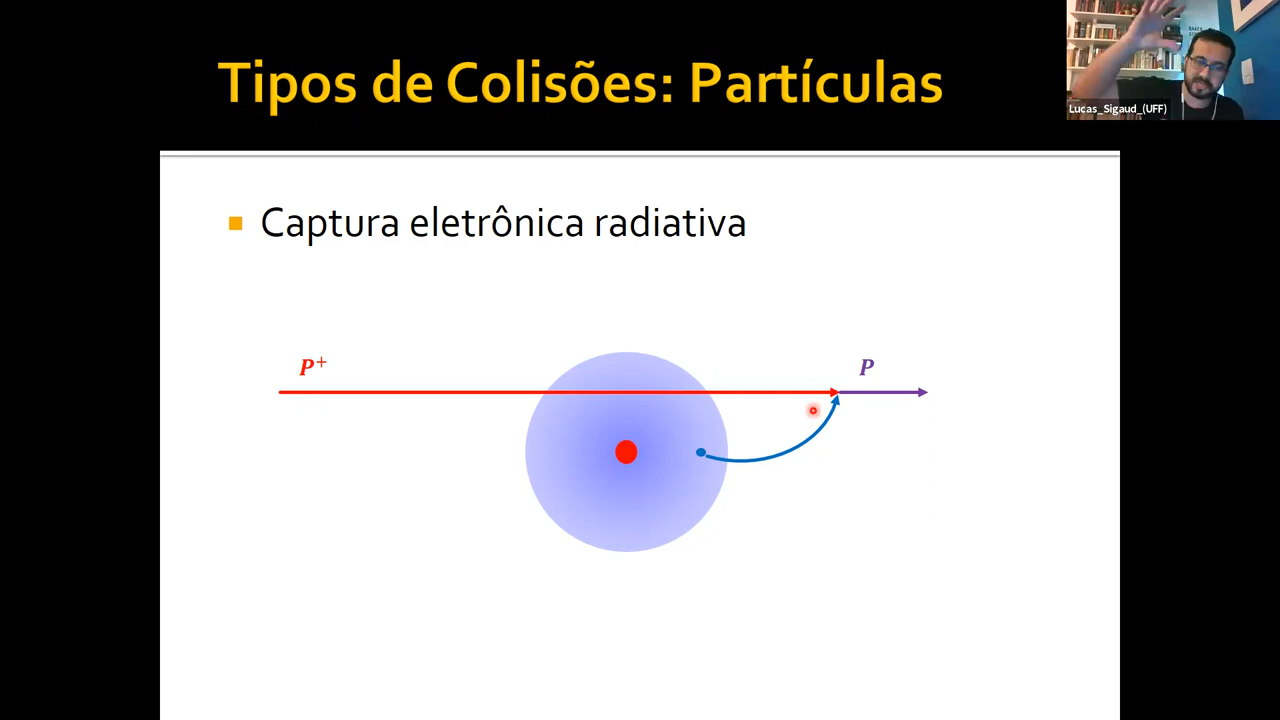 Tipos de Colisões: Partículas
Lucas_Sigaud_(UFF)
Captura eletrônica radiativa
P⁺
P